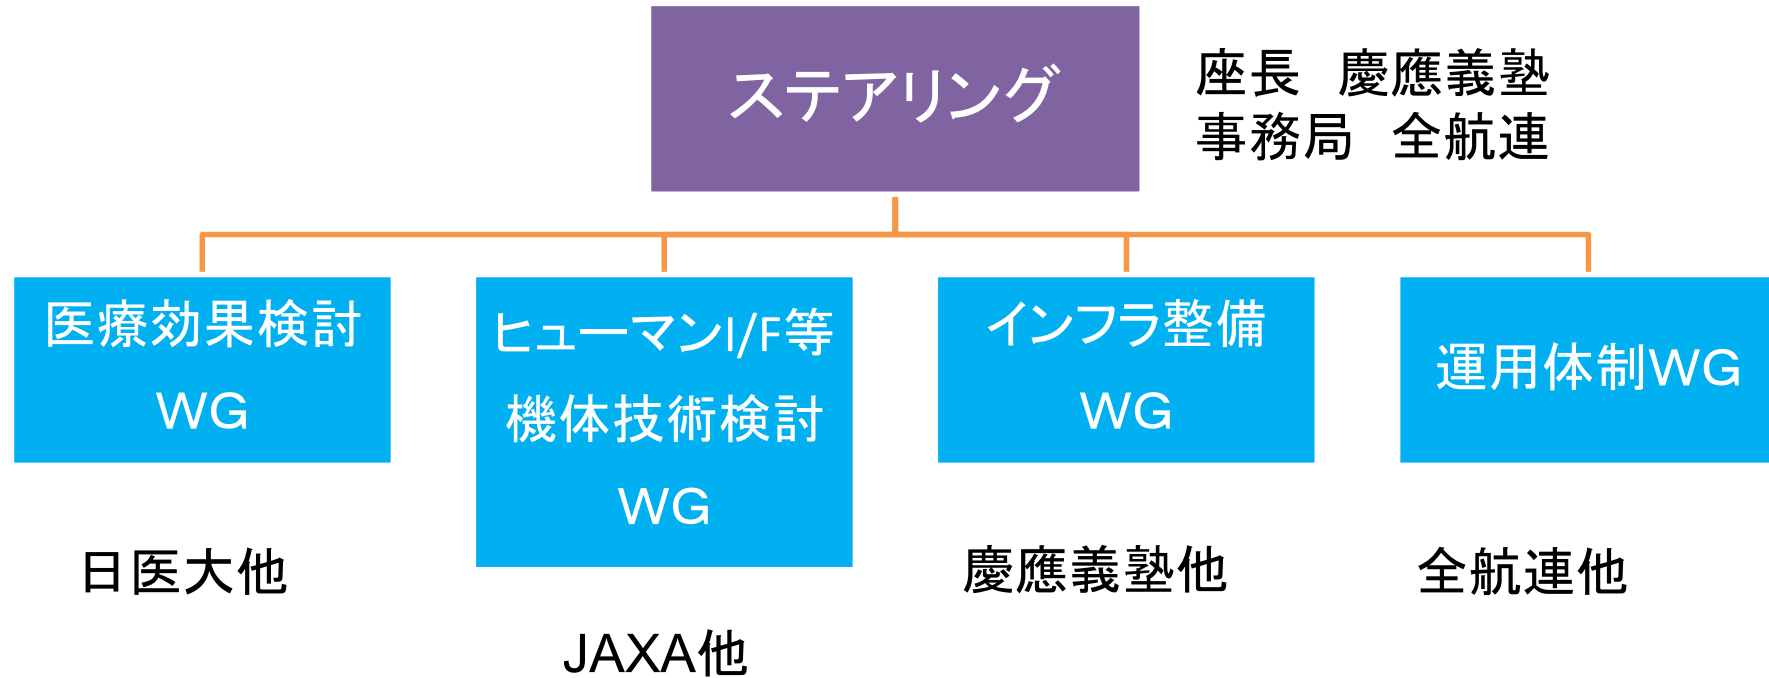 ステアリング
座長　慶應義塾
事務局　全航連
医療効果検討
WG
ヒューマンI/F等
機体技術検討
WG
インフラ整備
WG
運用体制WG
日医大他
JAXA他
慶應義塾他
全航連他